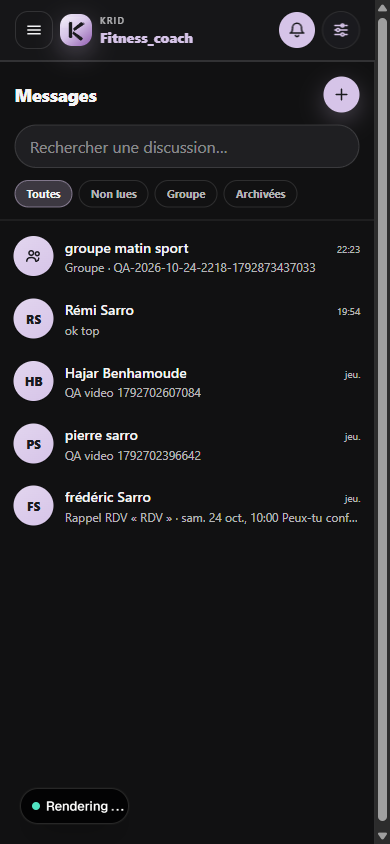 KRID
Fitness_coach
Messages
Rechercher une discussion...
Toutes
Non lues
Groupe
Archivées
groupe matin sport
22:23
Groupe · QA-2026-10-24-2218-1792873437033
RS
Rémi Sarro
19:54
ok top
HB
Hajar Benhamoude
jeu.
QA video 1792702607084
PS
pierre sarro
jeu.
QA video 1792702396642
FS
frédéric Sarro
jeu.
Rappel RDV « RDV » · sam. 24 oct., 10:00 Peux-tu conf...
Rendering ...